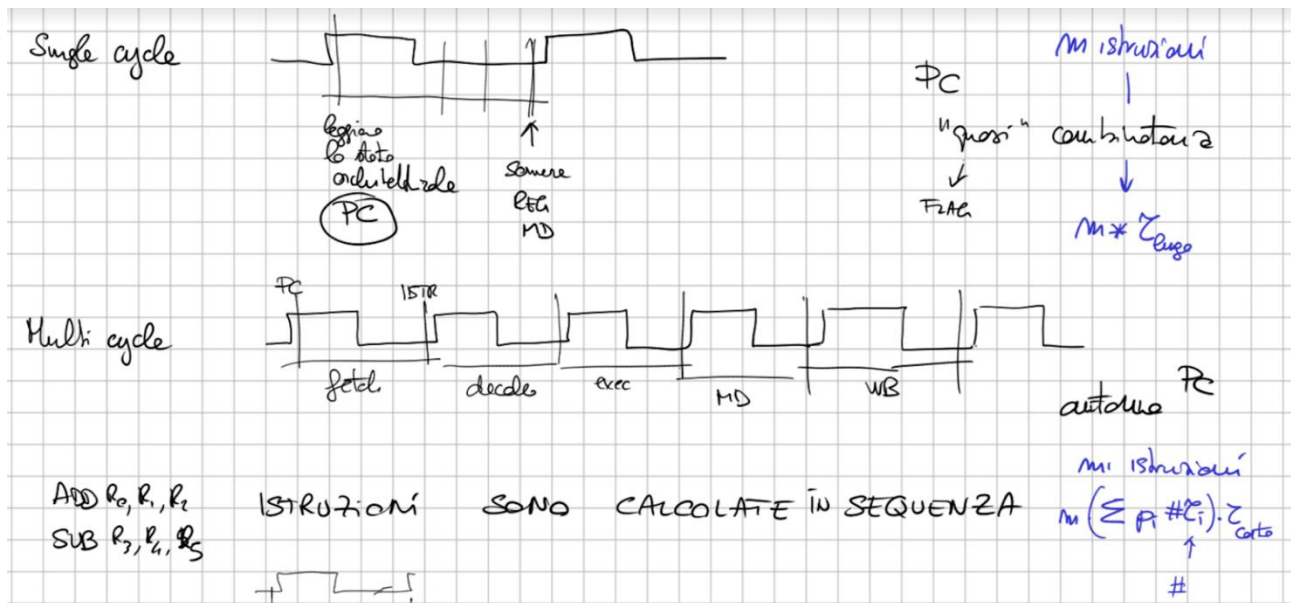 Single cycle
leggiamo
lo stato
architetturale
PC
scrivere
REG
MD
PC
"quasi" combinatoria
FLAG
m istruzioni
m * τ lungo
Multi cycle
PC
ISTR
fetch
decode
exec
MD
WB
automa PC
ADD R0, R1, R2
SUB R3, R4, R5
ISTRUZIONI SONO CALCOLATE IN SEQUENZA
m istruzioni
m (Σ pi #τi) · τ corto
#